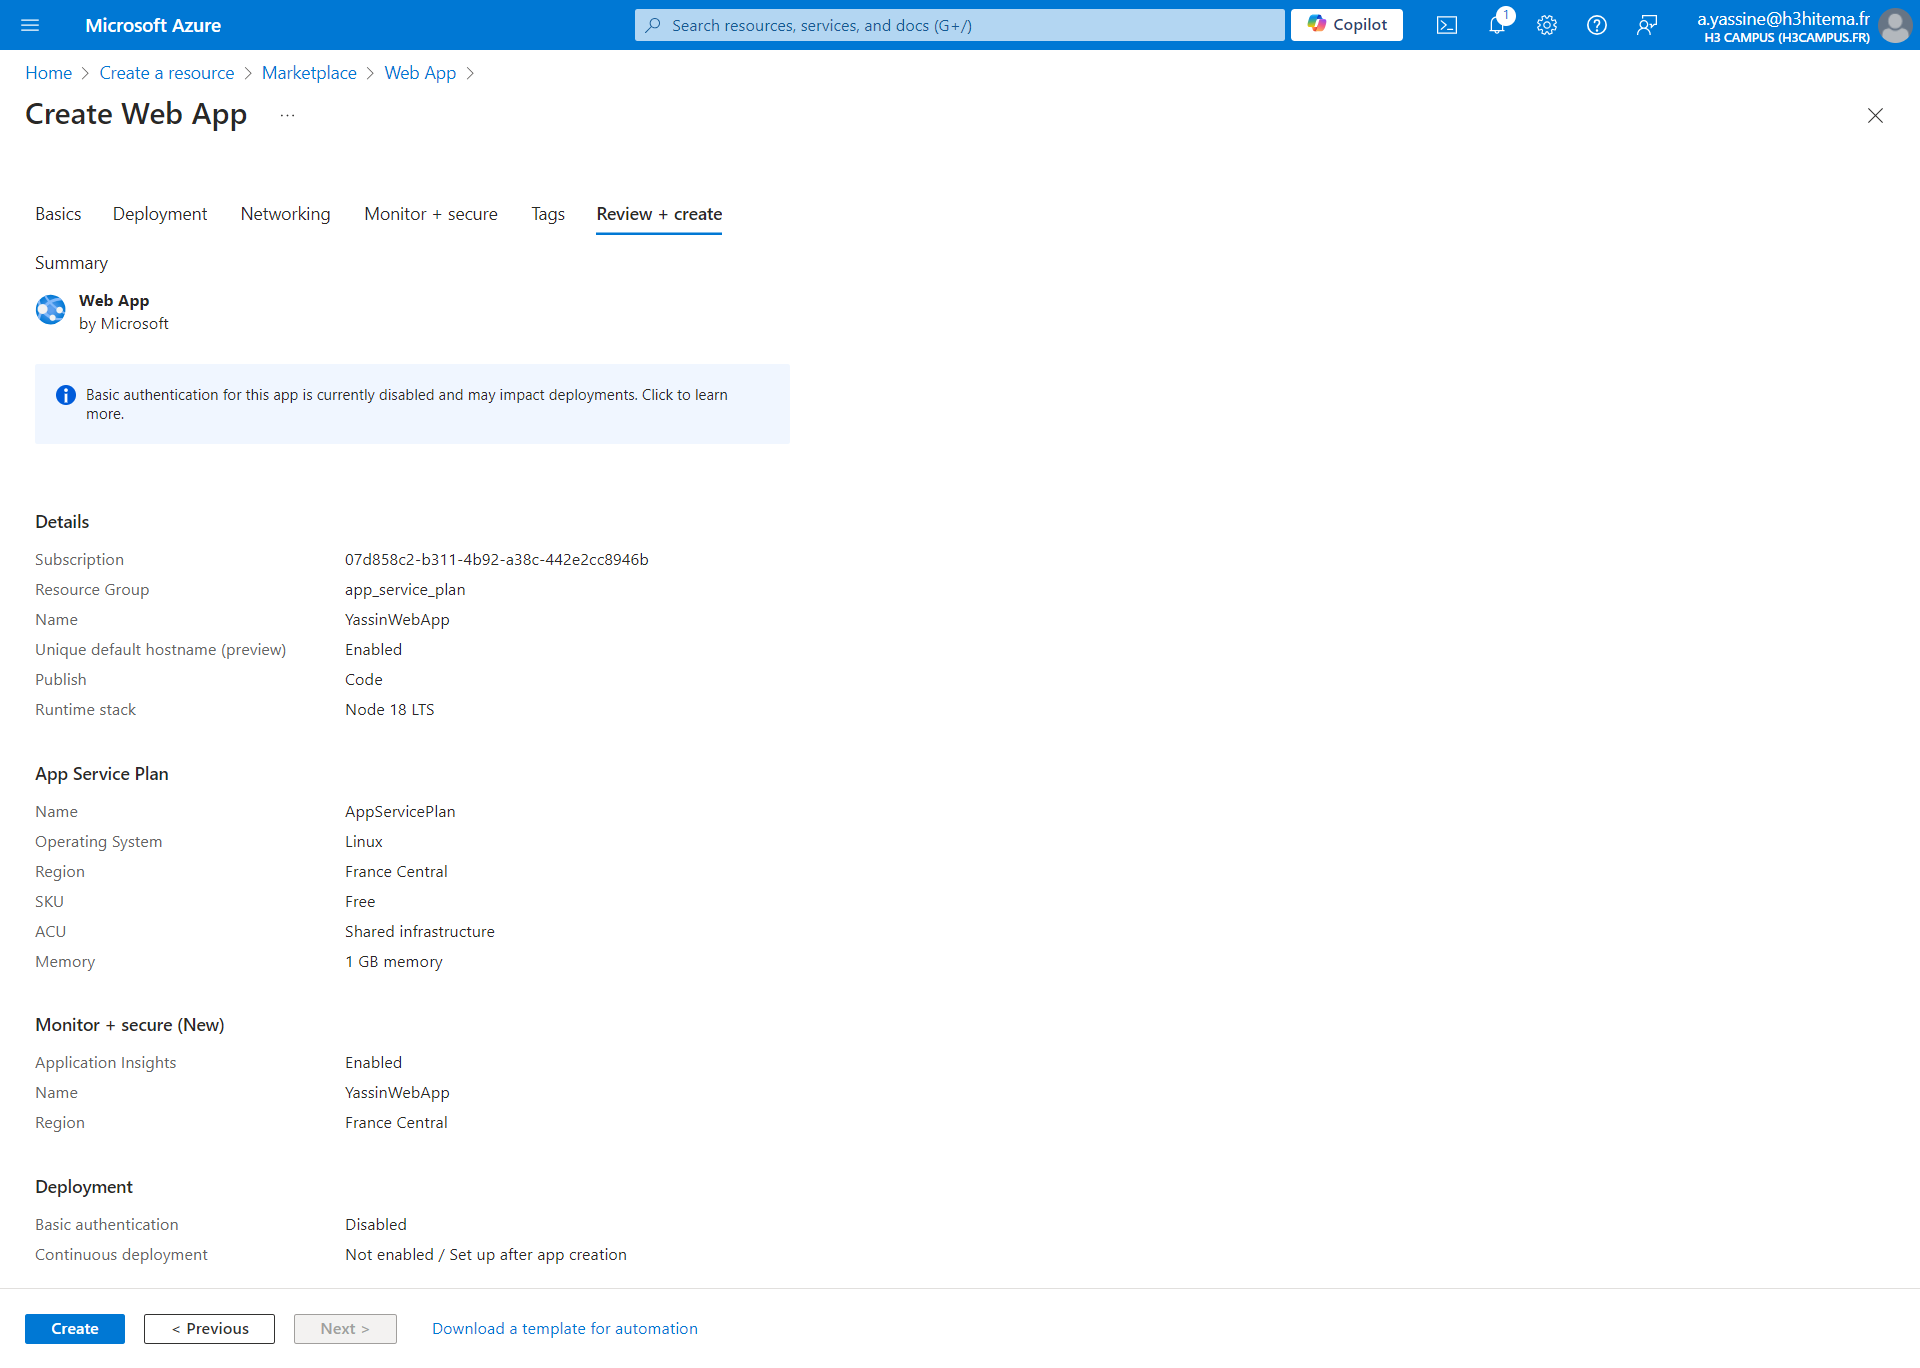 Microsoft Azure
Search resources, services, and docs (G+/)
Copilot
1
a.yassine@h3hitema.fr
H3 CAMPUS (H3CAMPUS.FR)
Home > Create a resource > Marketplace > Web App >
Create Web App ...
Basics Deployment Networking Monitor + secure Tags Review + create
Summary
Web App
by Microsoft
Basic authentication for this app is currently disabled and may impact deployments. Click to learn
more.
Details
Subscription 07d858c2-b311-4b92-a38c-442e2cc8946b
Resource Group app_service_plan
Name YassinWebApp
Unique default hostname (preview) Enabled
Publish Code
Runtime stack Node 18 LTS
App Service Plan
Name AppServicePlan
Operating System Linux
Region France Central
SKU Free
ACU Shared infrastructure
Memory 1 GB memory
Monitor + secure (New)
Application Insights Enabled
Name YassinWebApp
Region France Central
Deployment
Basic authentication Disabled
Continuous deployment Not enabled / Set up after app creation
Create < Previous Next > Download a template for automation